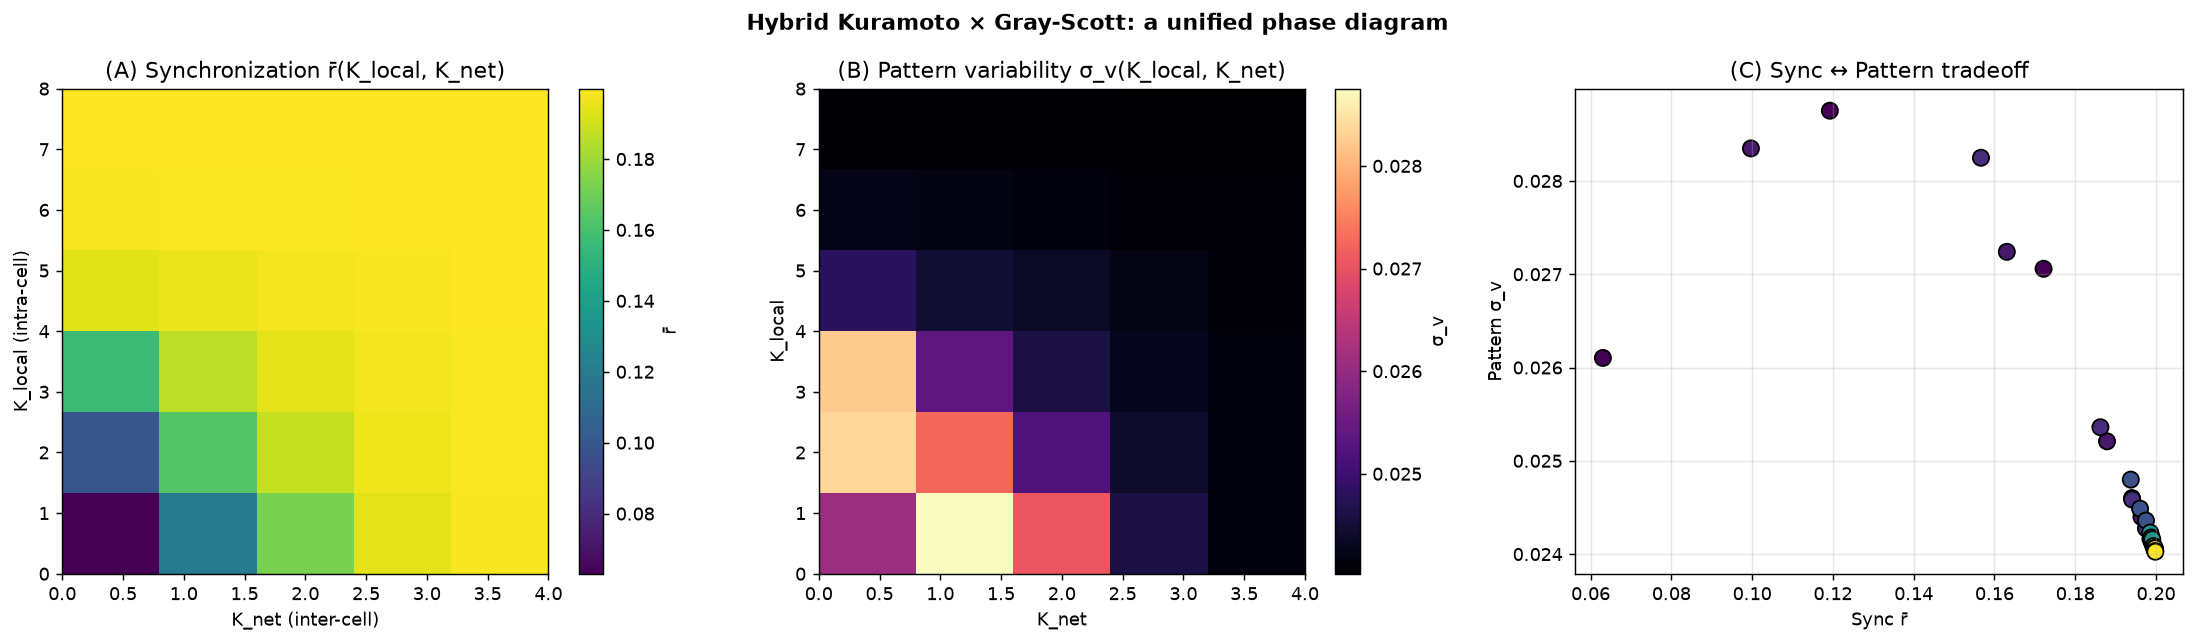 Hybrid Kuramoto × Gray-Scott: a unified phase diagram
(A) Synchronization r̄(K_local, K_net)
8
7
6
5
4
3
2
1
0
K_local (intra-cell)
0.0 0.5 1.0 1.5 2.0 2.5 3.0 3.5 4.0
K_net (inter-cell)
0.18
0.16
0.14
0.12
0.10
0.08
r̄
(B) Pattern variability σ_v(K_local, K_net)
8
7
6
5
4
3
2
1
0
K_local
0.0 0.5 1.0 1.5 2.0 2.5 3.0 3.5 4.0
K_net
0.028
0.027
0.026
0.025
σ_v
(C) Sync ↔ Pattern tradeoff
0.028
0.027
0.026
0.025
0.024
Pattern σ_v
0.06 0.08 0.10 0.12 0.14 0.16 0.18 0.20
Sync r̄